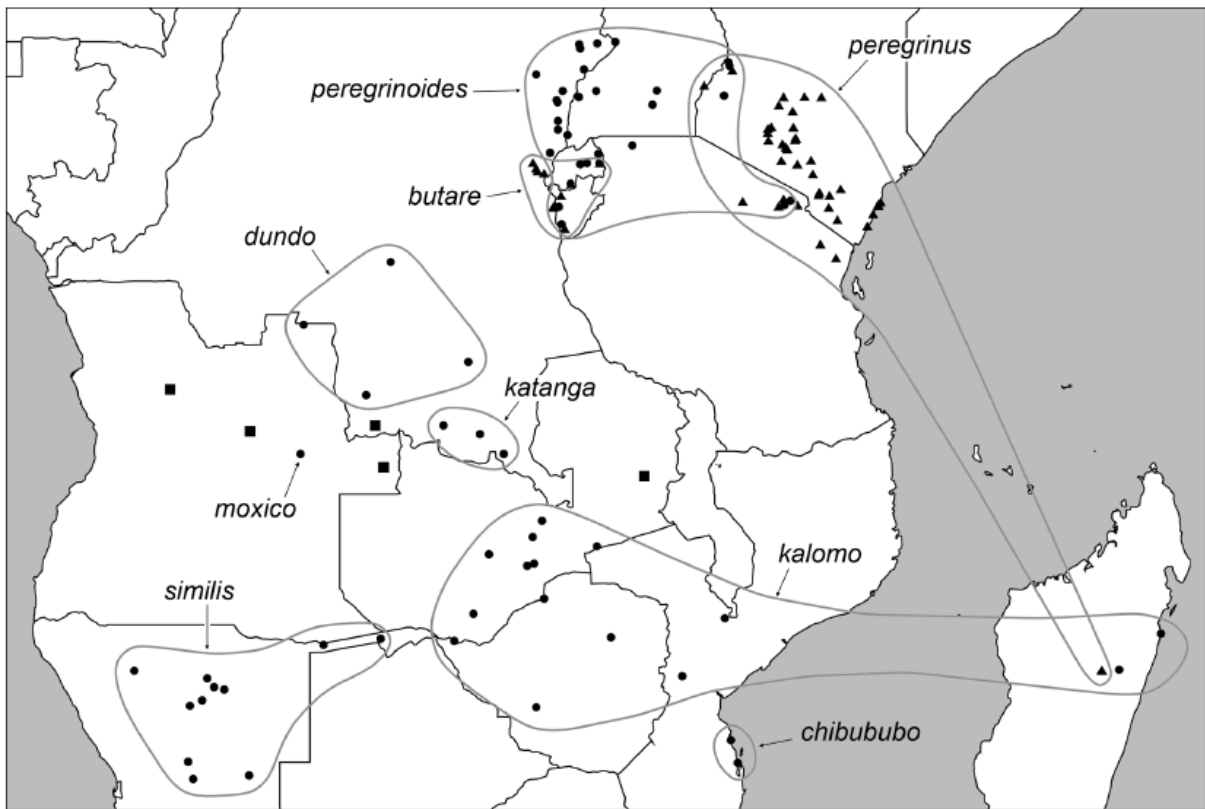 peregrinus
peregrinoides
butare
dundo
katanga
moxico
kalomo
similis
chibububo